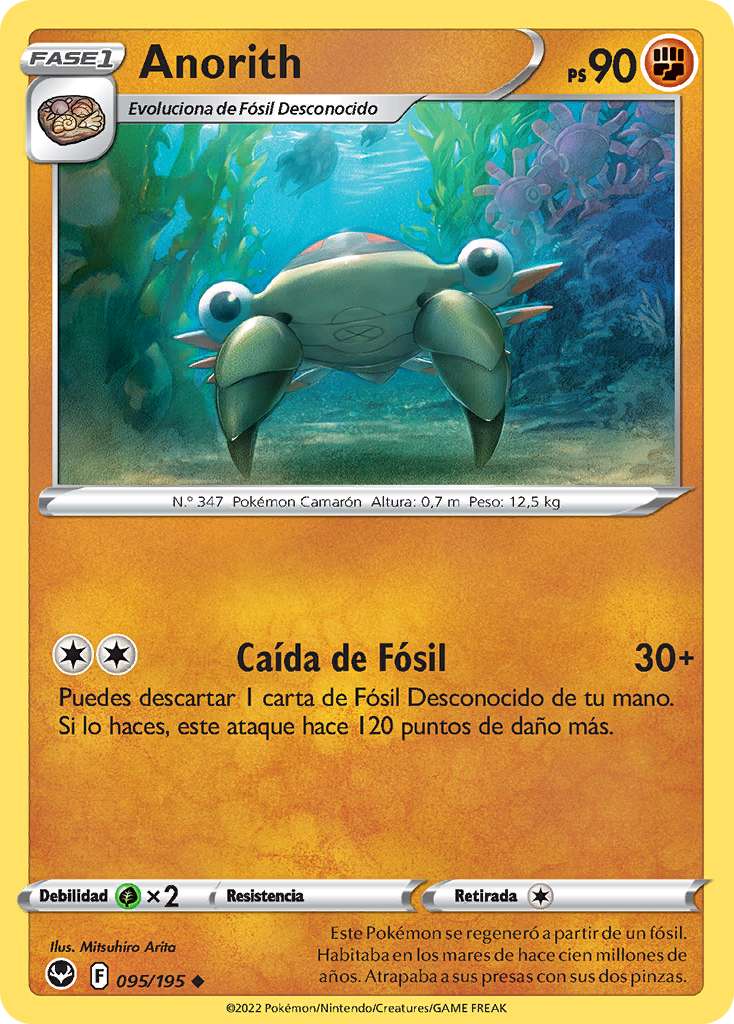 FASE 1
Anorith
PS 90
Evoluciona de Fósil Desconocido
N.º 347 Pokémon Camarón Altura: 0,7 m Peso: 12,5 kg
Caída de Fósil 30+
Puedes descartar 1 carta de Fósil Desconocido de tu mano.
Si lo haces, este ataque hace 120 puntos de daño más.
Debilidad ×2 Resistencia Retirada
Ilus. Mitsuhiro Arita
Este Pokémon se regeneró a partir de un fósil.
Habitaba en los mares de hace cien millones de
años. Atrapaba a sus presas con sus dos pinzas.
F 095/195
©2022 Pokémon/Nintendo/Creatures/GAME FREAK